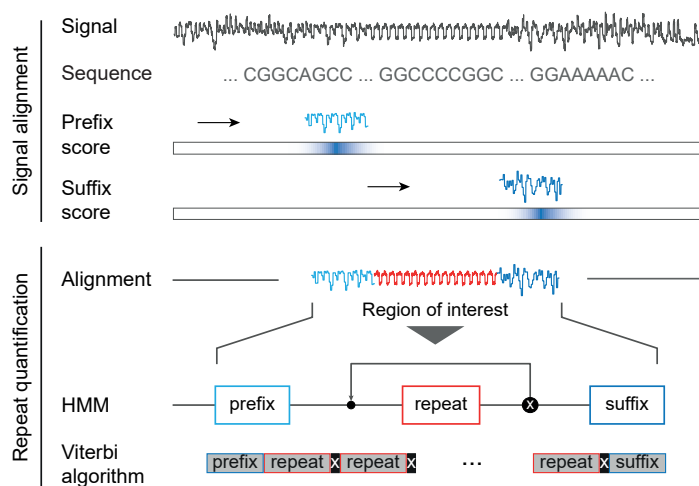 Signal alignment
Signal
Sequence
... CGGCAGCC ... GGCCCCGGC ... GGAAAAAC ...
Prefix
score
Suffix
score
Repeat quantification
Alignment
Region of interest
HMM
prefix
repeat
x
suffix
Viterbi
algorithm
prefix repeat x repeat x ... repeat x suffix